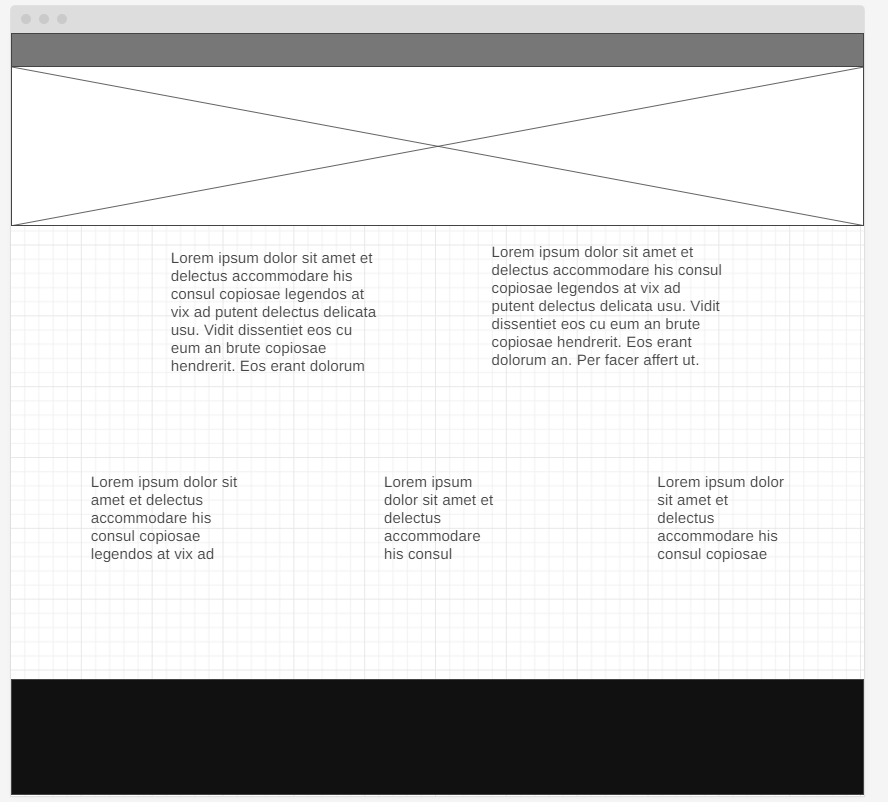 Lorem ipsum dolor sit amet et
delectus accommodare his
consul copiosae legendos at
vix ad putent delectus delicata
usu. Vidit dissentiet eos cu
eum an brute copiosae
hendrerit. Eos erant dolorum
Lorem ipsum dolor sit amet et
delectus accommodare his consul
copiosae legendos at vix ad
putent delectus delicata usu. Vidit
dissentiet eos cu eum an brute
copiosae hendrerit. Eos erant
dolorum an. Per facer affert ut.
Lorem ipsum dolor sit
amet et delectus
accommodare his
consul copiosae
legendos at vix ad
Lorem ipsum
dolor sit amet et
delectus
accommodare
his consul
Lorem ipsum dolor
sit amet et
delectus
accommodare his
consul copiosae